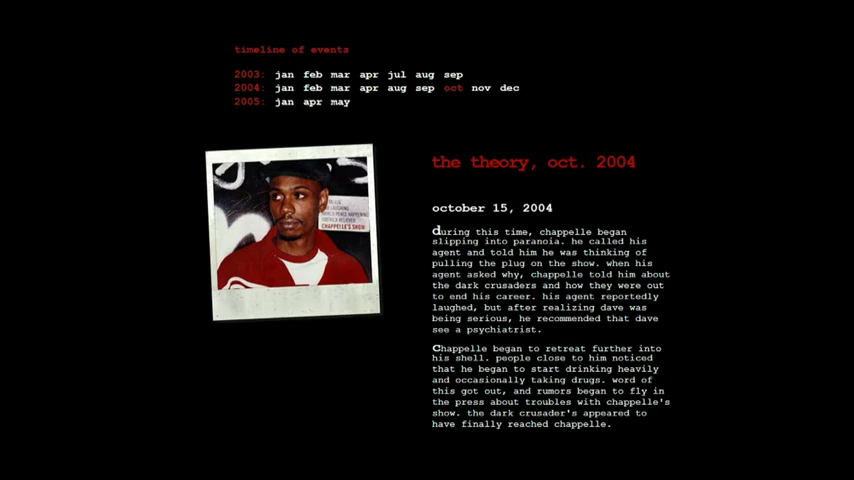 timeline of events
2003: jan feb mar apr jul aug sep
2004: jan feb mar apr aug sep oct nov dec
2005: jan apr may
the theory, oct. 2004
LAUGHING
WORLD PEACE HAPPENING
CHAPPELLE'S SHOW
october 15, 2004
during this time, chappelle began
slipping into paranoia. he called his
agent and told him he was thinking of
pulling the plug on the show. when his
agent asked why, chappelle told him about
the dark crusaders and how they were out
to end his career. his agent reportedly
laughed, but after realizing dave was
being serious, he recommended that dave
see a psychiatrist.
Chappelle began to retreat further into
his shell. people close to him noticed
that he began to start drinking heavily
and occasionally taking drugs. word of
this got out, and rumors began to fly in
the press about troubles with chappelle's
show. the dark crusader's appeared to
have finally reached chappelle.